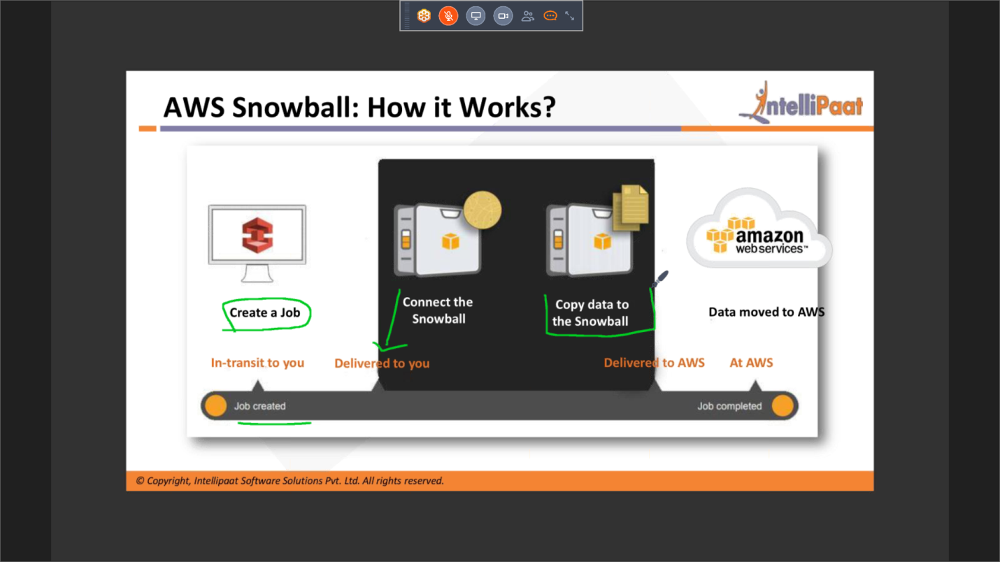 AWS Snowball: How it Works?
IntelliPaat
amazon
web services™
Create a Job
Connect the
Snowball
Copy data to
the Snowball
Data moved to AWS
In-transit to you
Delivered to you
Delivered to AWS
At AWS
Job created
Job completed
© Copyright, Intellipaat Software Solutions Pvt. Ltd. All rights reserved.